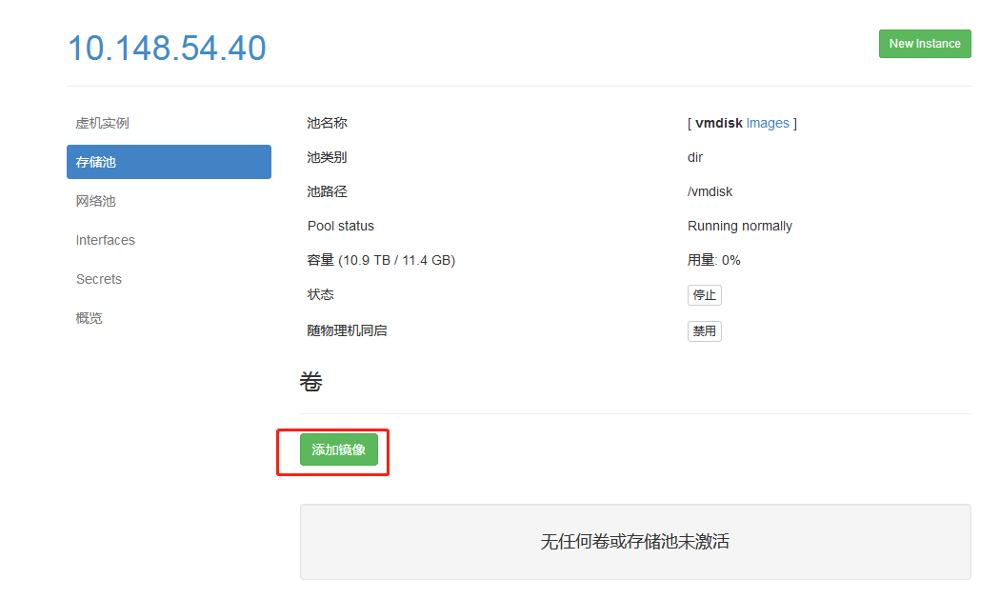 10.148.54.40
New Instance
虚机实例
存储池
网络池
Interfaces
Secrets
概览
池名称 [ vmdisk Images ]
池类别 dir
池路径 /vmdisk
Pool status Running normally
容量 (10.9 TB / 11.4 GB) 用量: 0%
状态 停止
随物理机同启 禁用
卷
添加镜像
无任何卷或存储池未激活